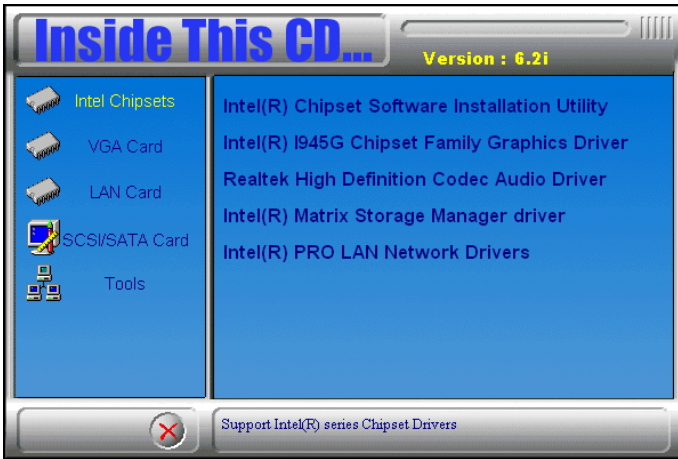 Inside This CD...
Version : 6.2i
Intel Chipsets
VGA Card
LAN Card
SCSI/SATA Card
Tools
Intel(R) Chipset Software Installation Utility
Intel(R) I945G Chipset Family Graphics Driver
Realtek High Definition Codec Audio Driver
Intel(R) Matrix Storage Manager driver
Intel(R) PRO LAN Network Drivers
Support Intel(R) series Chipset Drivers